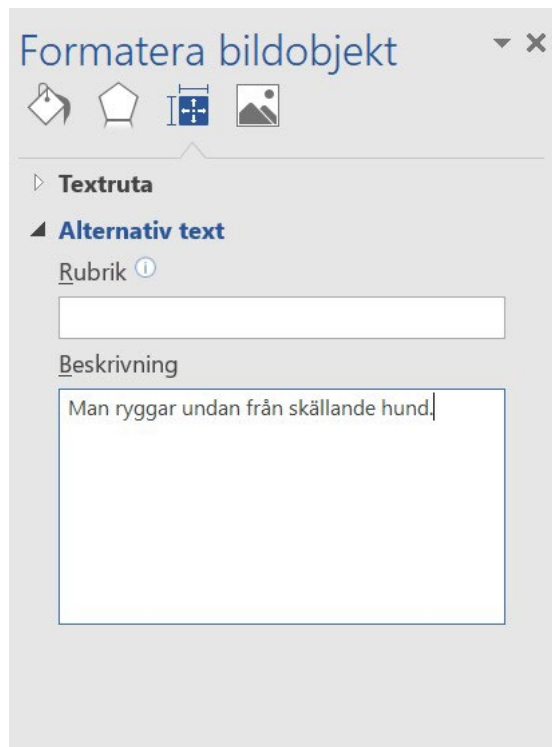 Formatera bildobjekt
Textruta
Alternativ text
Rubrik
Beskrivning
Man ryggar undan från skällande hund.